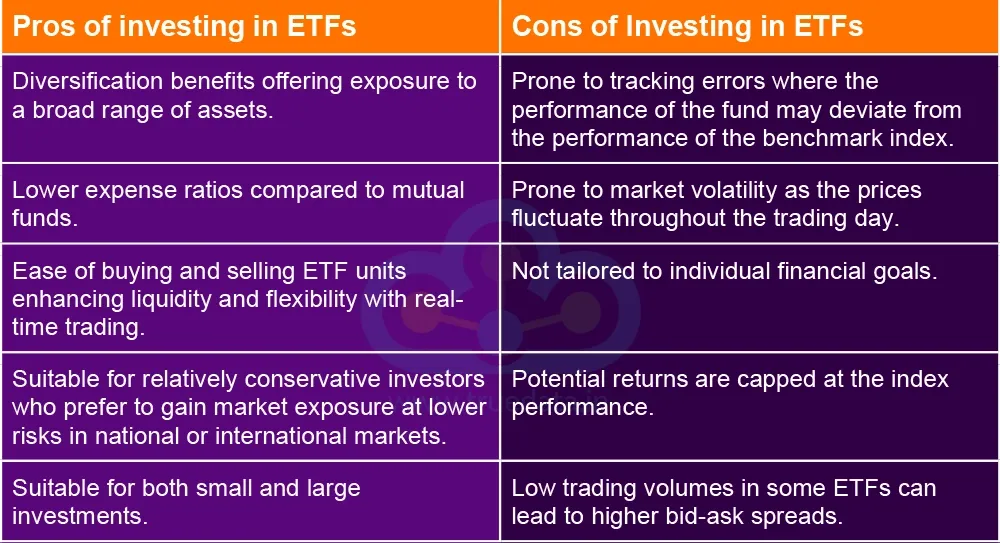 Pros of investing in ETFs
Cons of Investing in ETFs
Diversification benefits offering exposure to
a broad range of assets.
Prone to tracking errors where the
performance of the fund may deviate from
the performance of the benchmark index.
Lower expense ratios compared to mutual
funds.
Prone to market volatility as the prices
fluctuate throughout the trading day.
Ease of buying and selling ETF units
enhancing liquidity and flexibility with real-
time trading.
Not tailored to individual financial goals.
Suitable for relatively conservative investors
who prefer to gain market exposure at lower
risks in national or international markets.
Potential returns are capped at the index
performance.
www.truedata.in
Suitable for both small and large
investments.
Low trading volumes in some ETFs can
lead to higher bid-ask spreads.